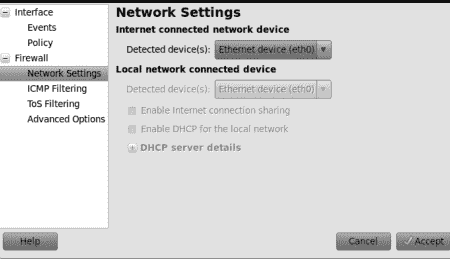 Interface
Events
Policy
Firewall
Network Settings
ICMP Filtering
ToS Filtering
Advanced Options
Network Settings
Internet connected network device
Detected device(s): Ethernet device (eth0)
Local network connected device
Detected device(s): Ethernet device (eth0)
Enable Internet connection sharing
Enable DHCP for the local network
DHCP server details
Help
Cancel
Accept